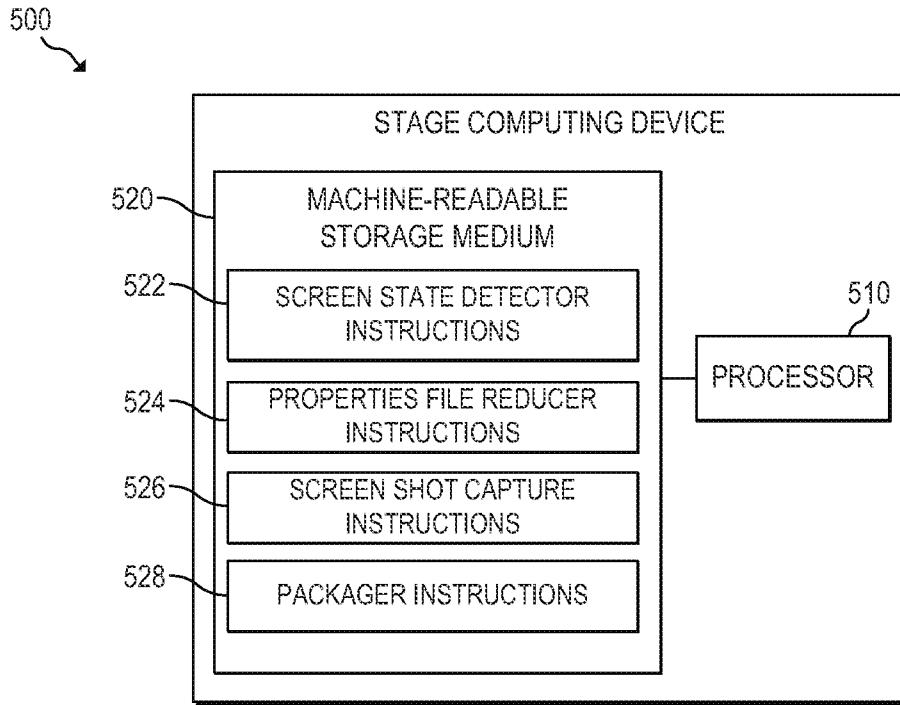 500
STAGE COMPUTING DEVICE
520
MACHINE-READABLE
STORAGE MEDIUM
522
SCREEN STATE DETECTOR
INSTRUCTIONS
510
PROCESSOR
524
PROPERTIES FILE REDUCER
INSTRUCTIONS
526
SCREEN SHOT CAPTURE
INSTRUCTIONS
528
PACKAGER INSTRUCTIONS